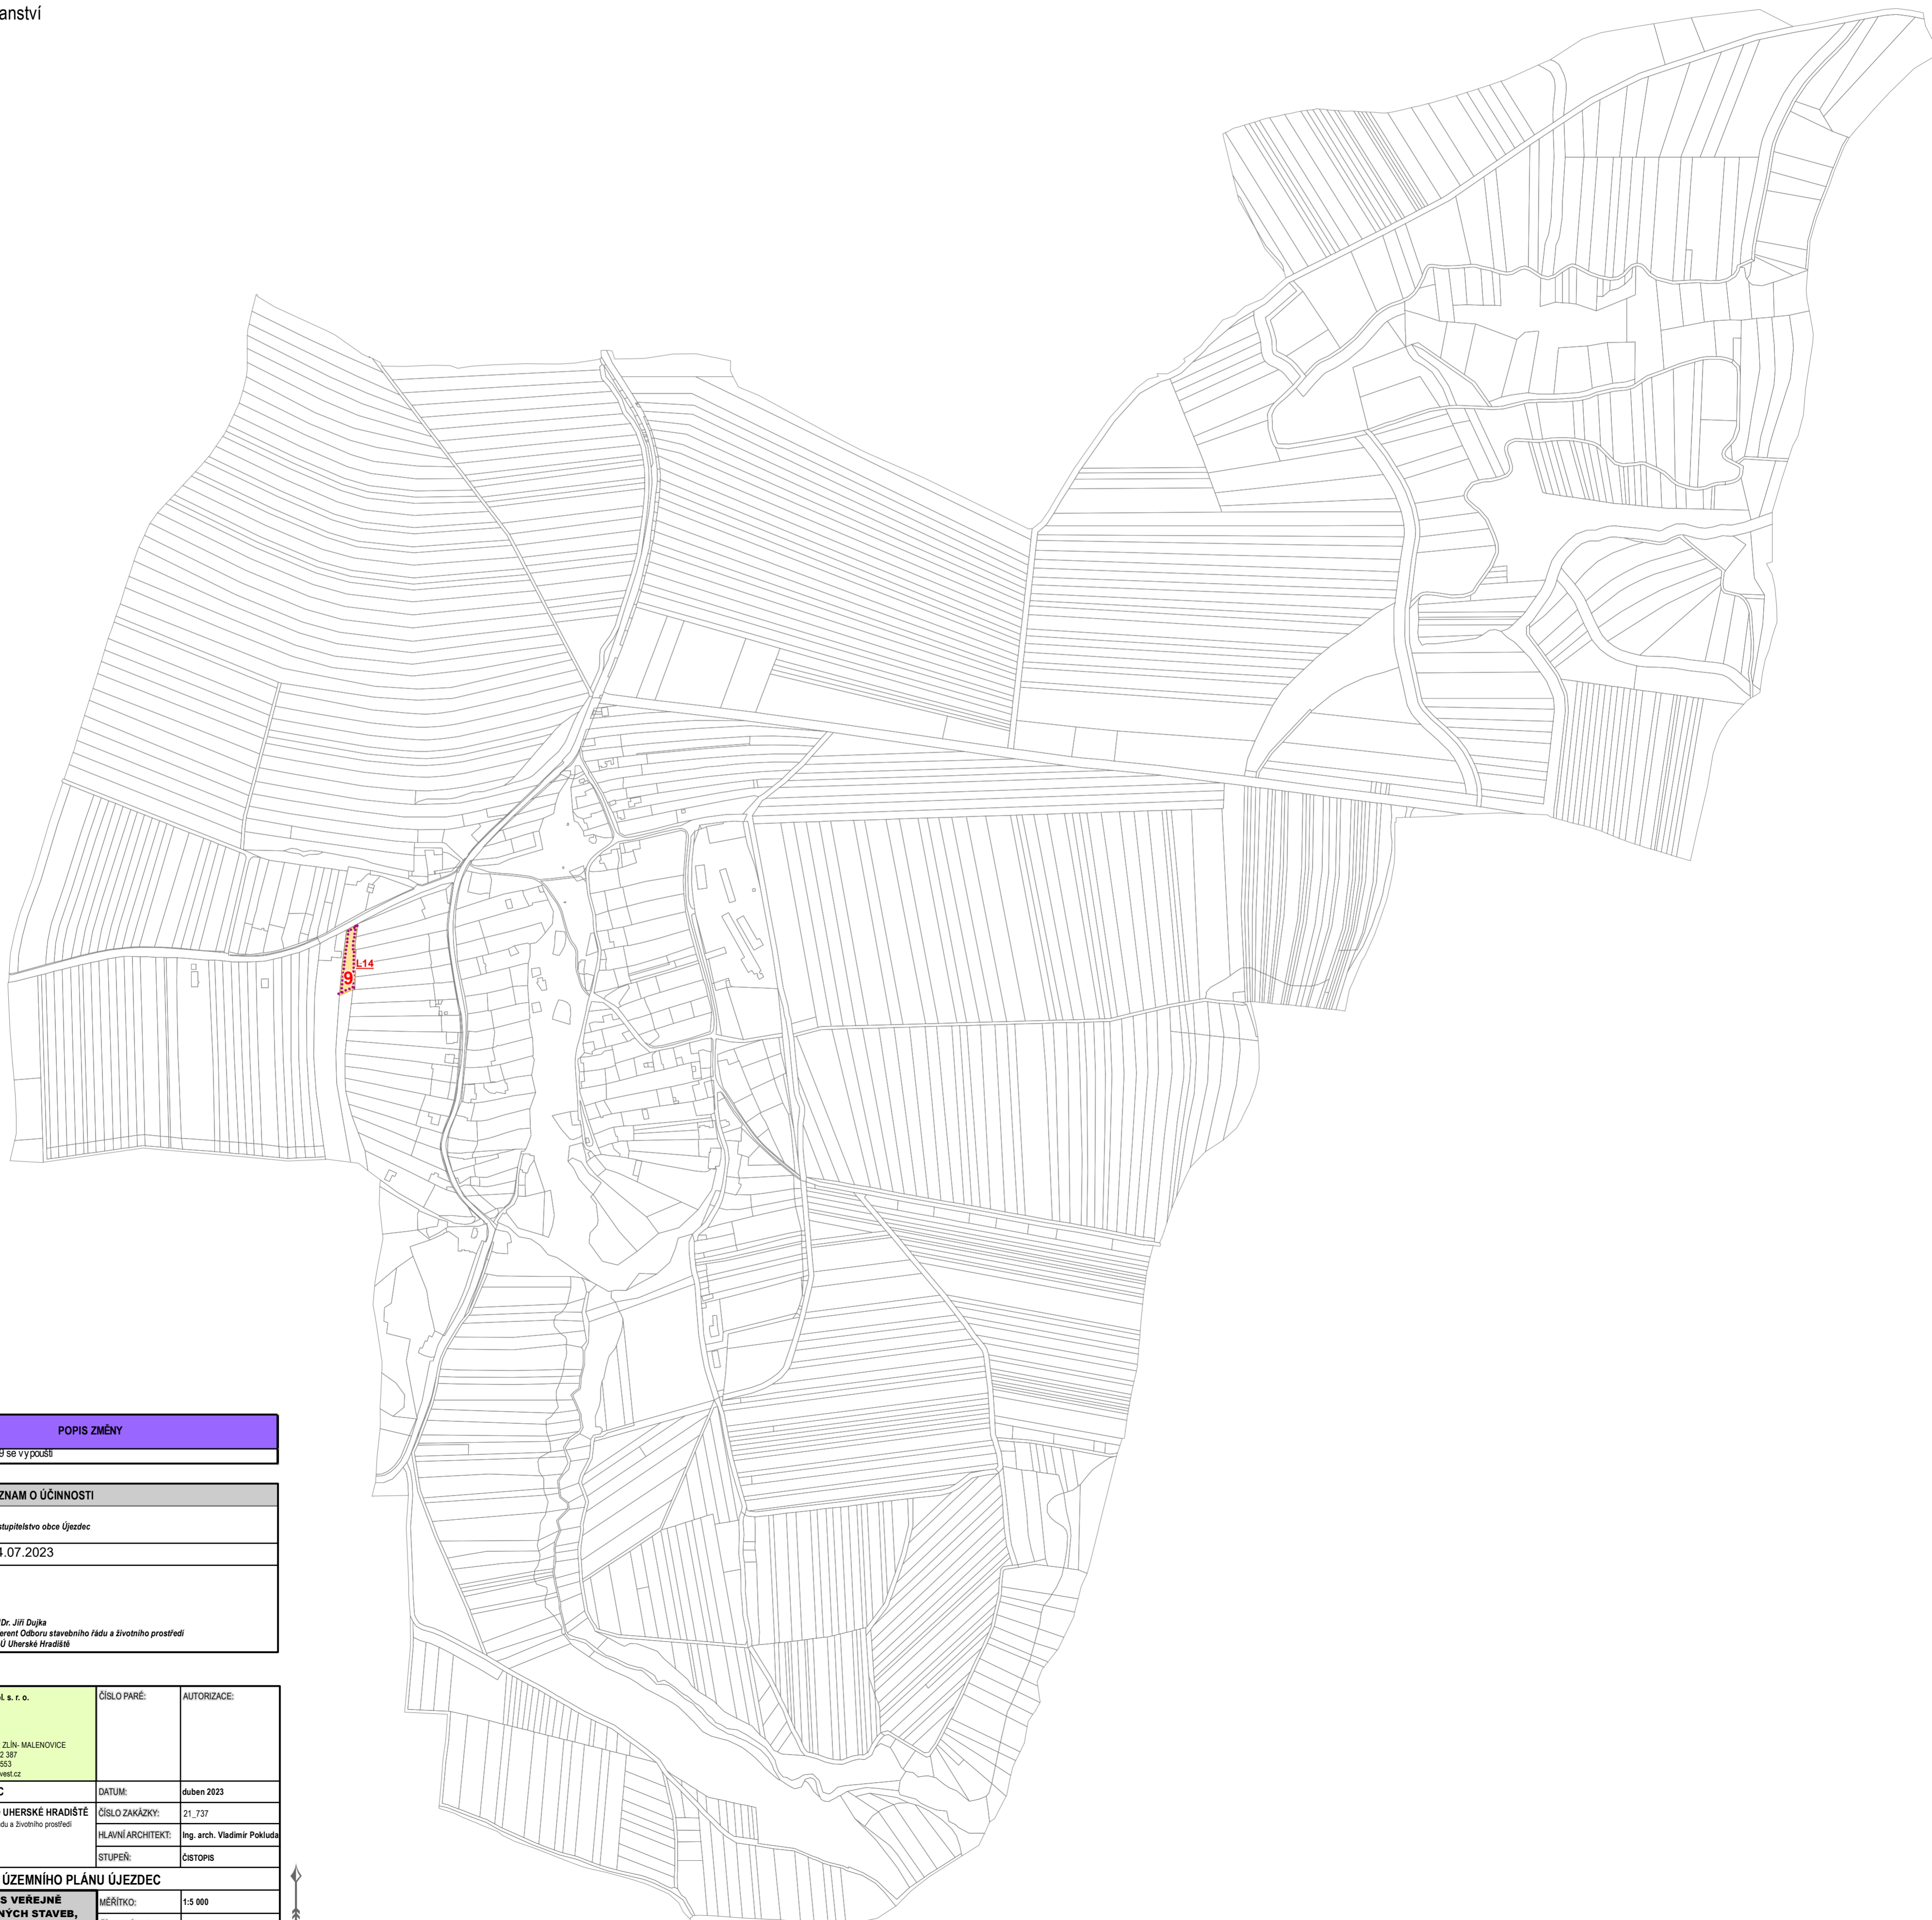 anství
L14
9
POPIS ZMĚNY
9 se vypouští
ZNAM O ÚČINNOSTI
stupitelstvo obce Újezdec
.07.2023
Dr. Jiří Dujka
erent Odboru stavebního řádu a životního prostředí
Ú Uherské Hradiště
l. s. r. o.
ČÍSLO PARÉ:
AUTORIZACE:
ZLÍN- MALENOVICE
2 387
553
vest.cz
C
DATUM:
duben 2023
UHERSKÉ HRADIŠTĚ
du a životního prostředí
ČÍSLO ZAKÁZKY:
21_737
HLAVNÍ ARCHITEKT:
Ing. arch. Vladimír Pokluda
STUPEŇ:
ČISTOPIS
ÚZEMNÍHO PLÁNU ÚJEZDEC
S VEŘEJNĚ
NÝCH STAVEB,
MĚŘÍTKO:
1:5 000